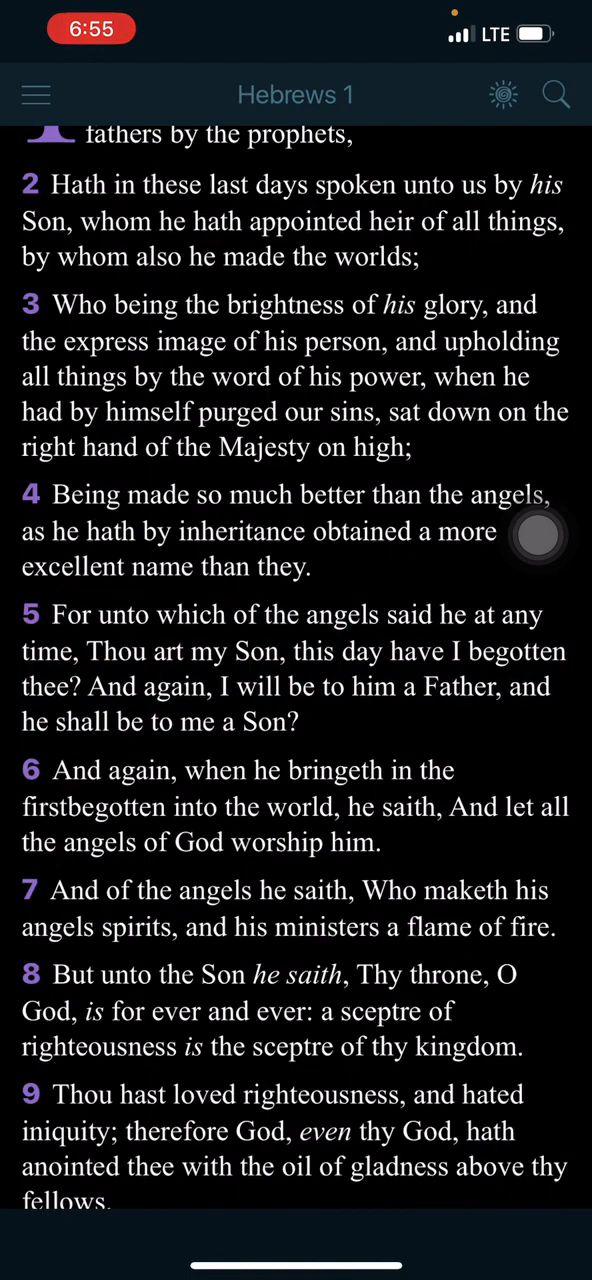 6:55
LTE
Hebrews 1
fathers by the prophets,
2 Hath in these last days spoken unto us by his
Son, whom he hath appointed heir of all things,
by whom also he made the worlds;
3 Who being the brightness of his glory, and
the express image of his person, and upholding
all things by the word of his power, when he
had by himself purged our sins, sat down on the
right hand of the Majesty on high;
4 Being made so much better than the angels,
as he hath by inheritance obtained a more
excellent name than they.
5 For unto which of the angels said he at any
time, Thou art my Son, this day have I begotten
thee? And again, I will be to him a Father, and
he shall be to me a Son?
6 And again, when he bringeth in the
firstbegotten into the world, he saith, And let all
the angels of God worship him.
7 And of the angels he saith, Who maketh his
angels spirits, and his ministers a flame of fire.
8 But unto the Son he saith, Thy throne, O
God, is for ever and ever: a sceptre of
righteousness is the sceptre of thy kingdom.
9 Thou hast loved righteousness, and hated
iniquity; therefore God, even thy God, hath
anointed thee with the oil of gladness above thy
fellows.